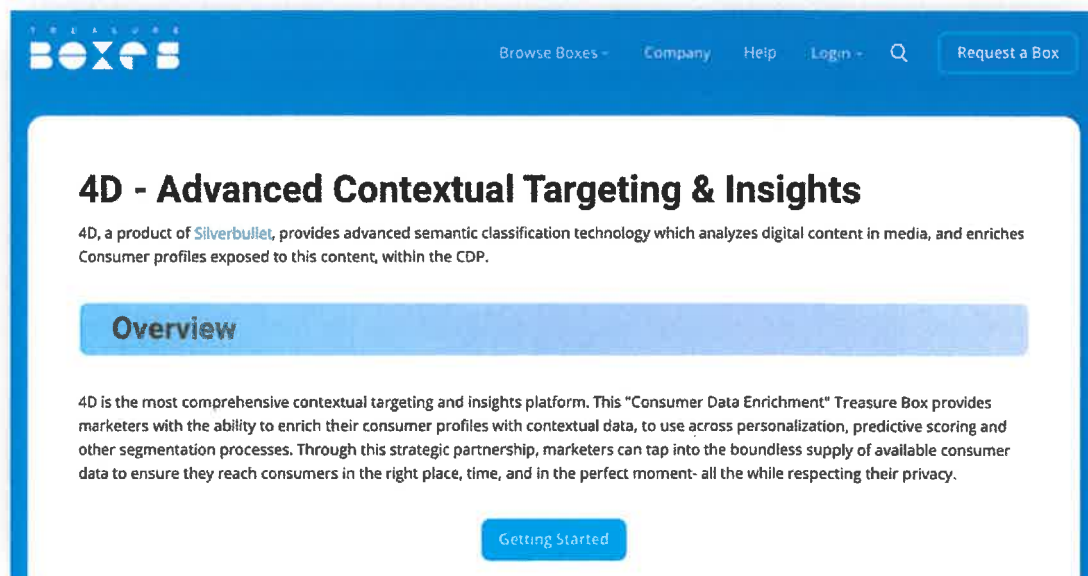 TREASURE
BOXES
Browse Boxes Company Help Login Request a Box
4D - Advanced Contextual Targeting & Insights
4D, a product of Silverbullet, provides advanced semantic classification technology which analyzes digital content in media, and enriches
Consumer profiles exposed to this content, within the CDP.
Overview
4D is the most comprehensive contextual targeting and insights platform. This "Consumer Data Enrichment" Treasure Box provides
marketers with the ability to enrich their consumer profiles with contextual data, to use across personalization, predictive scoring and
other segmentation processes. Through this strategic partnership, marketers can tap into the boundless supply of available consumer
data to ensure they reach consumers in the right place, time, and in the perfect moment- all the while respecting their privacy.
Getting Started